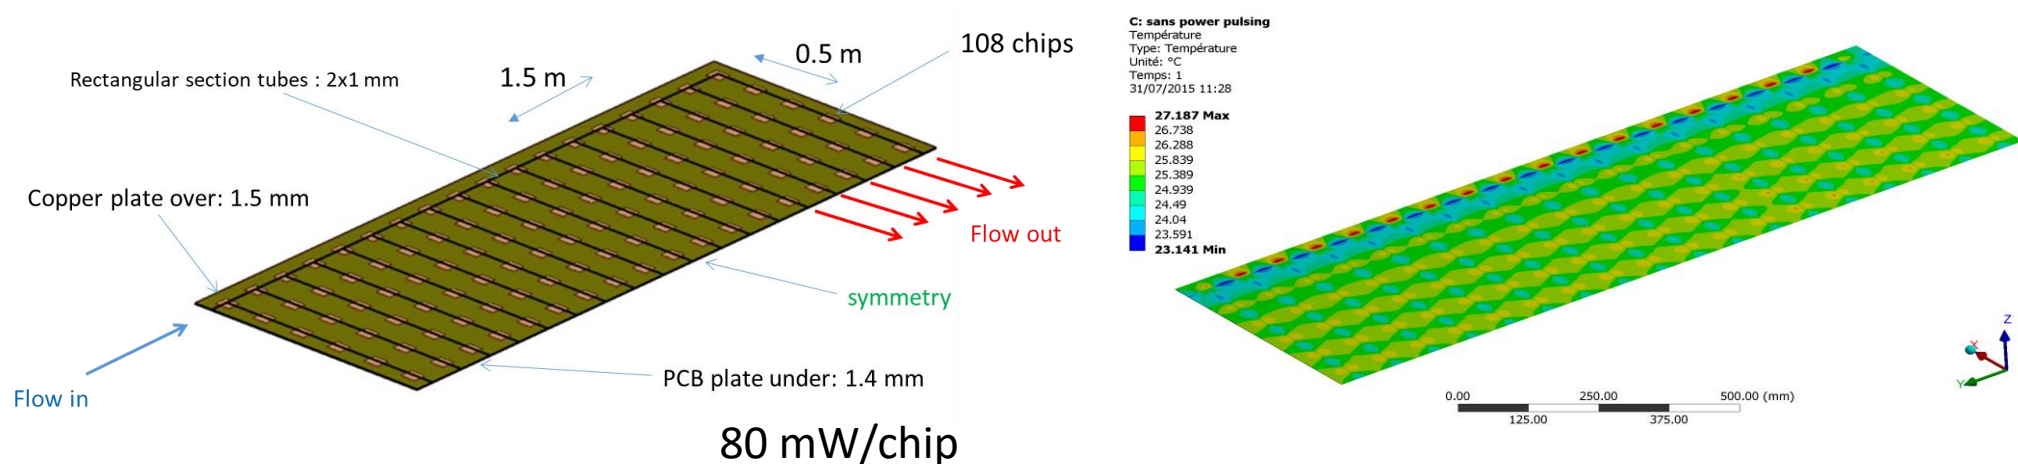 Rectangular section tubes : 2x1 mm
1.5 m
0.5 m
108 chips
Copper plate over: 1.5 mm
Flow out
symmetry
Flow in
PCB plate under: 1.4 mm
80 mW/chip
C: sans power pulsing
Température
Type: Température
Unité: °C
Temps: 1
31/07/2015 11:28
27.187 Max
26.738
26.288
25.839
25.389
24.939
24.49
24.04
23.591
23.141 Min
0.00
250.00
500.00 (mm)
125.00
375.00
Z
X
Y